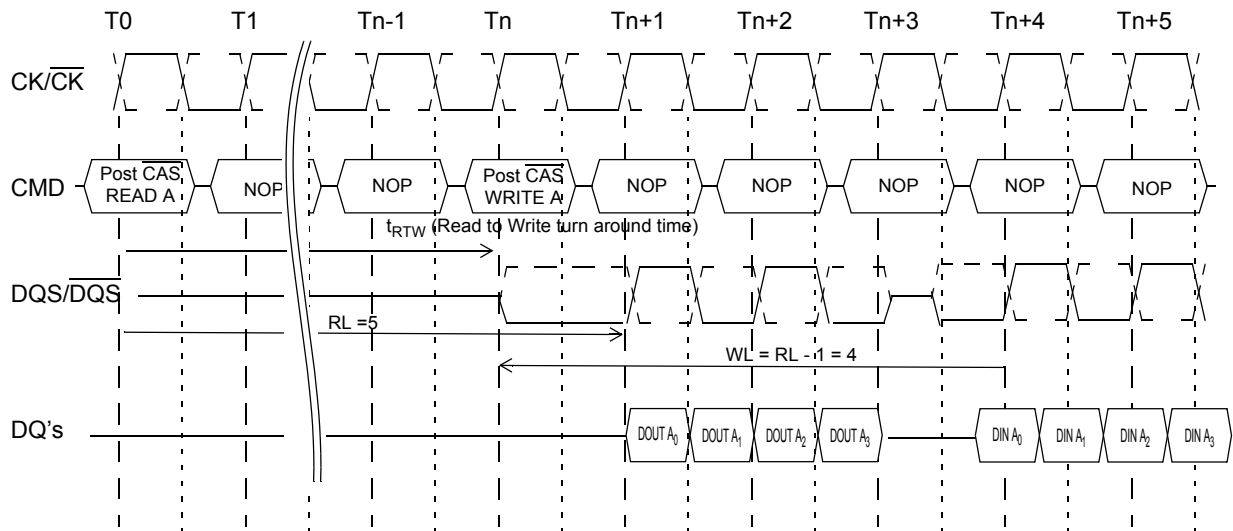 T0 T1 Tn-1 Tn Tn+1 Tn+2 Tn+3 Tn+4 Tn+5
CK/CK
CMD
Post CAS
READ A
NOP
NOP
Post CAS
WRITE A
NOP
NOP
NOP
NOP
NOP
tRTW (Read to Write turn around time)
DQS/DQS
RL =5
WL = RL - 1 = 4
DQ's
DOUT A0
DOUT A1
DOUT A2
DOUT A3
DIN A0
DIN A1
DIN A2
DIN A3